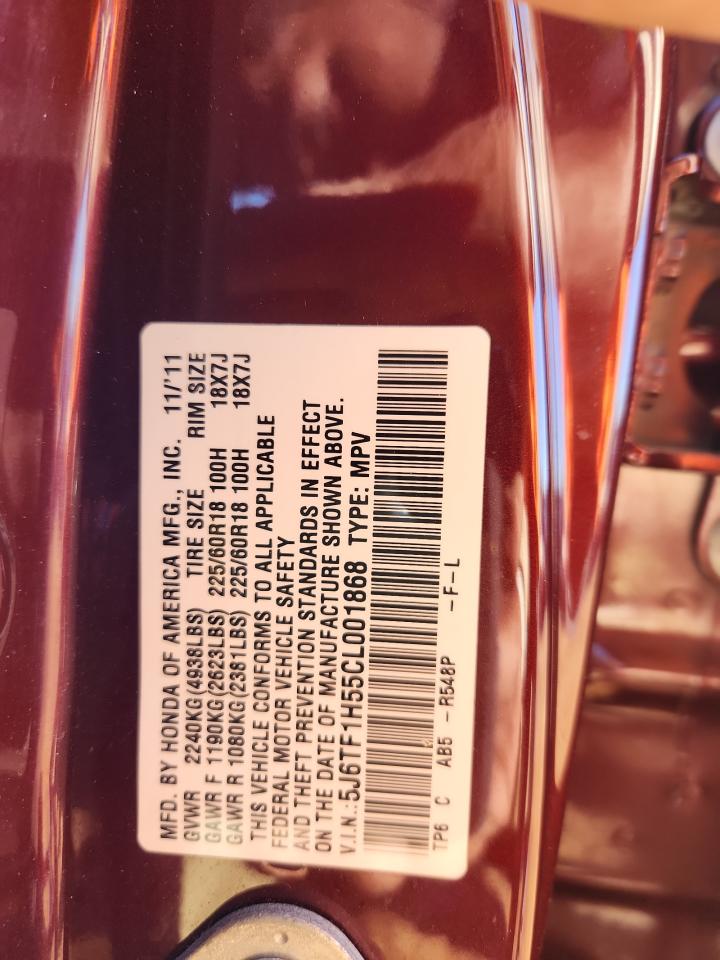 MFD. BY HONDA OF AMERICA MFG., INC. 11/'11
GVWR 2240KG(4938LBS) TIRE SIZE RIM SIZE
GAWR F 1190KG(2623LBS) 225/60R18 100H 18X7J
GAWR R 1080KG(2381LBS) 225/60R18 100H 18X7J
THIS VEHICLE CONFORMS TO ALL APPLICABLE
FEDERAL MOTOR VEHICLE SAFETY
AND THEFT PREVENTION STANDARDS IN EFFECT
ON THE DATE OF MANUFACTURE SHOWN ABOVE.
V.I.N.:5J6TF1H55CL001868 TYPE: MPV
TP6 C AB5 -R548P -F-L